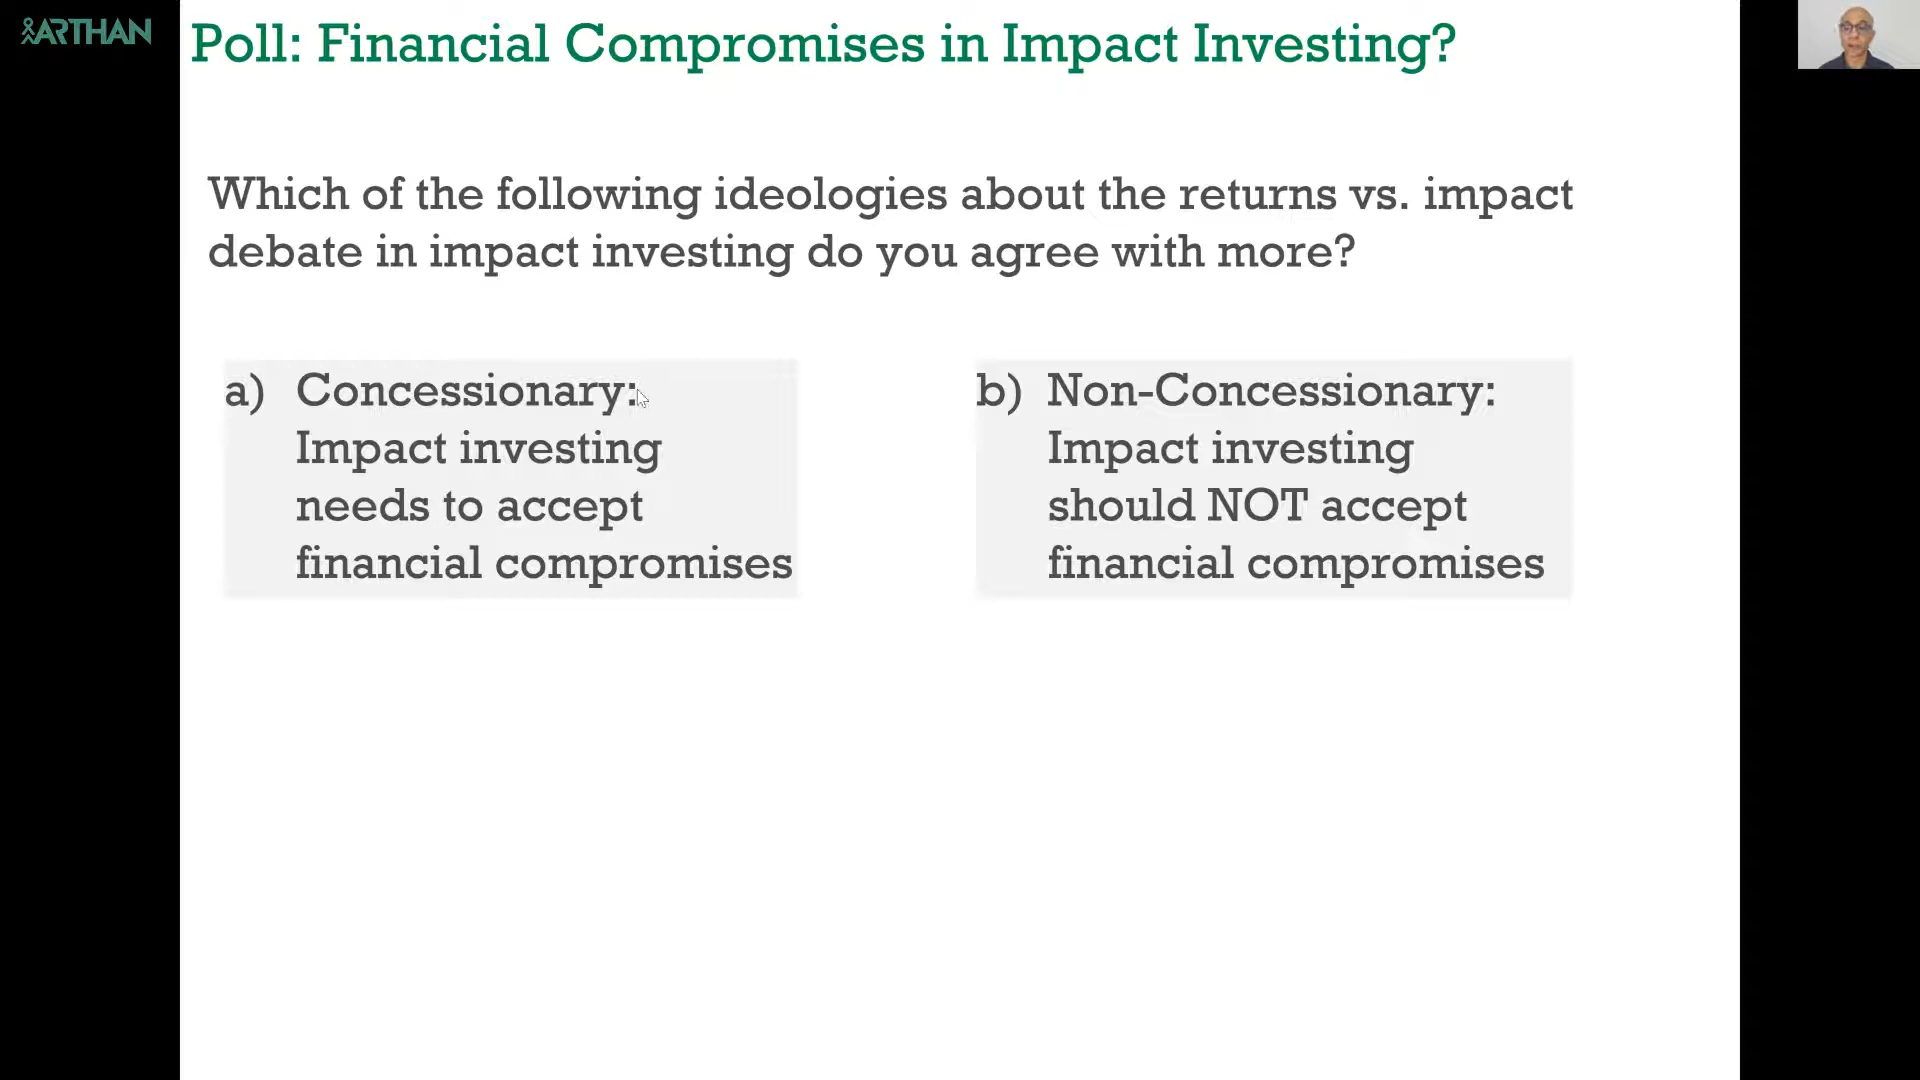 ARTHAN
Poll: Financial Compromises in Impact Investing?
Which of the following ideologies about the returns vs. impact
debate in impact investing do you agree with more?
a) Concessionary:
Impact investing
needs to accept
financial compromises
b) Non-Concessionary:
Impact investing
should NOT accept
financial compromises